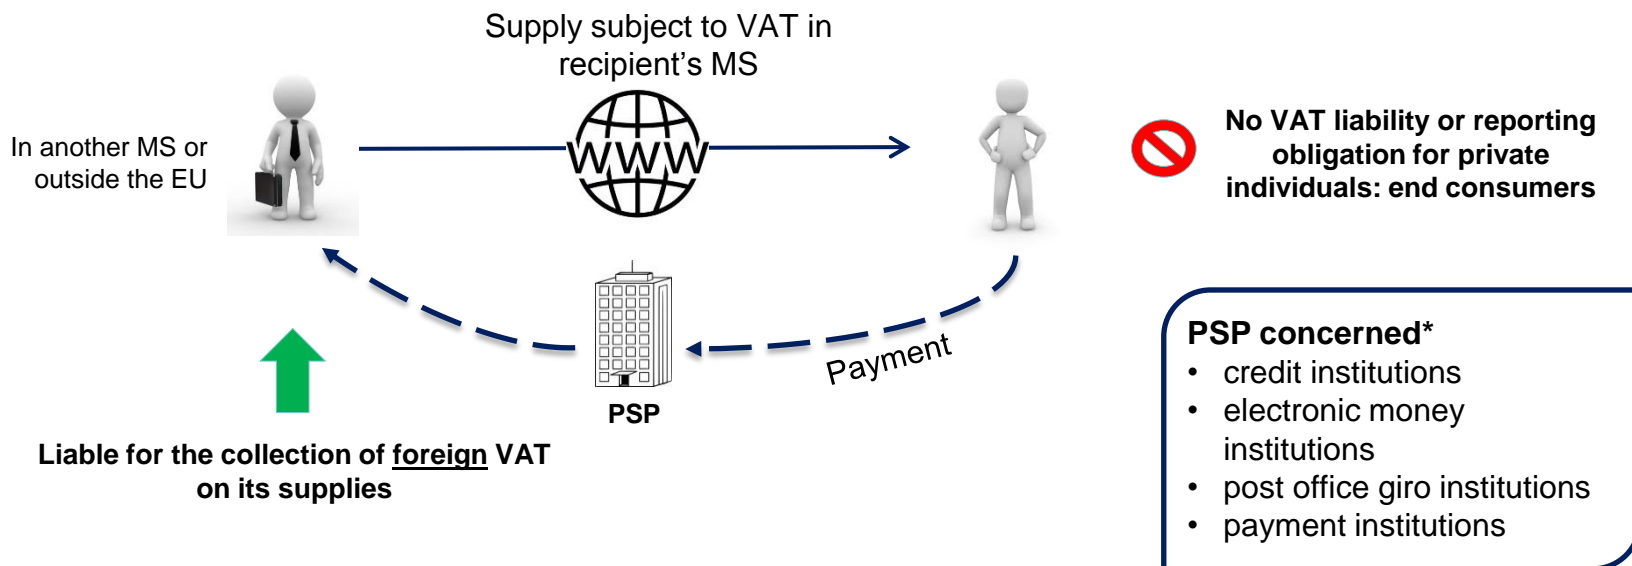 Supply subject to VAT in
recipient's MS
In another MS or
outside the EU
WWW
No VAT liability or reporting
obligation for private
individuals: end consumers
Payment
PSP
Liable for the collection of foreign VAT
on its supplies
PSP concerned*
• credit institutions
• electronic money
institutions
• post office giro institutions
• payment institutions